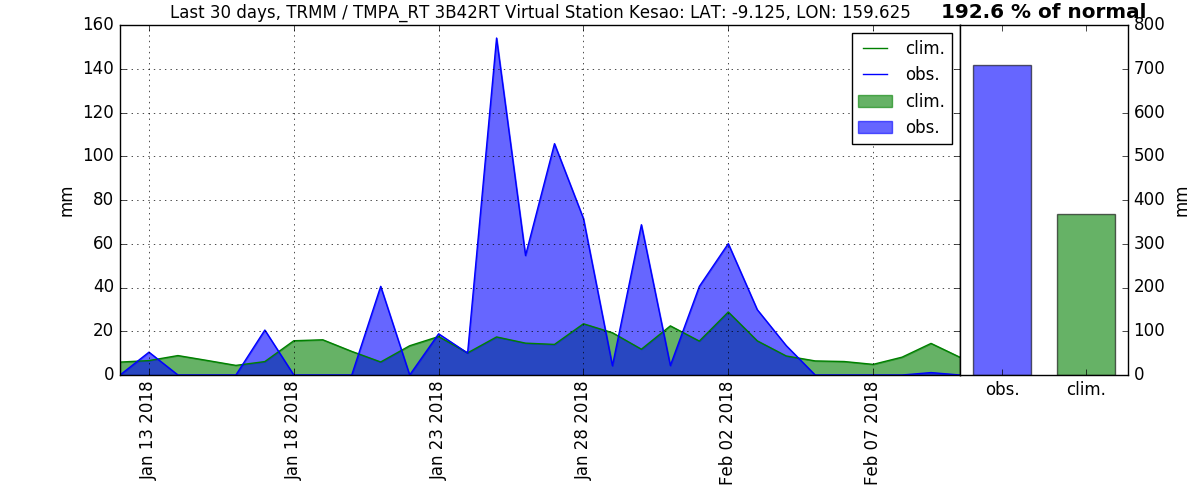 Last 30 days, TRMM / TMPA_RT 3B42RT Virtual Station Kesao: LAT: -9.125, LON: 159.625
192.6 % of normal
160
140
120
100
80
60
40
20
0
mm
clim.
obs.
clim.
obs.
800
700
600
500
400
300
200
100
0
mm
Jan 13 2018
Jan 18 2018
Jan 23 2018
Jan 28 2018
Feb 02 2018
Feb 07 2018
obs.
clim.